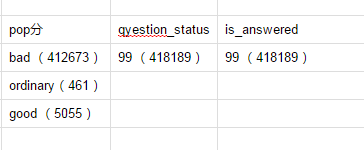 pop分 qyestion_status is_answered
bad （412673） 99 （418189） 99 （418189）
ordinary（461）
good （5055）